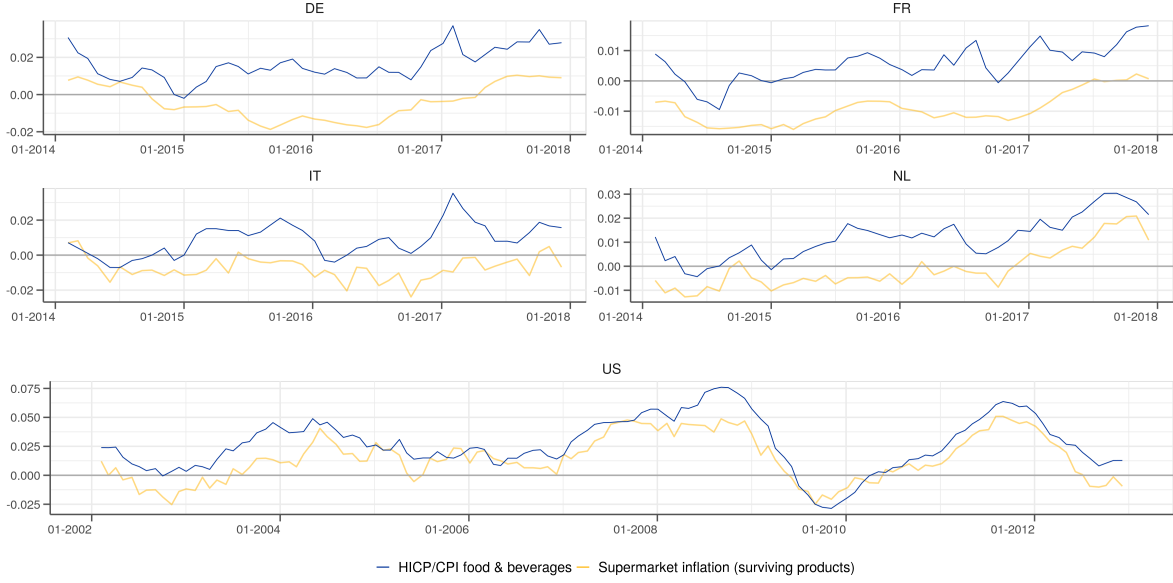 DE
0.02
0.00
-0.02
01-2014 01-2015 01-2016 01-2017 01-2018
FR
0.01
0.00
-0.01
01-2014 01-2015 01-2016 01-2017 01-2018
IT
0.02
0.00
-0.02
01-2014 01-2015 01-2016 01-2017 01-2018
NL
0.03
0.02
0.01
0.00
-0.01
01-2014 01-2015 01-2016 01-2017 01-2018
US
0.075
0.050
0.025
0.000
-0.025
01-2002 01-2004 01-2006 01-2008 01-2010 01-2012
HICP/CPI food & beverages Supermarket inflation (surviving products)